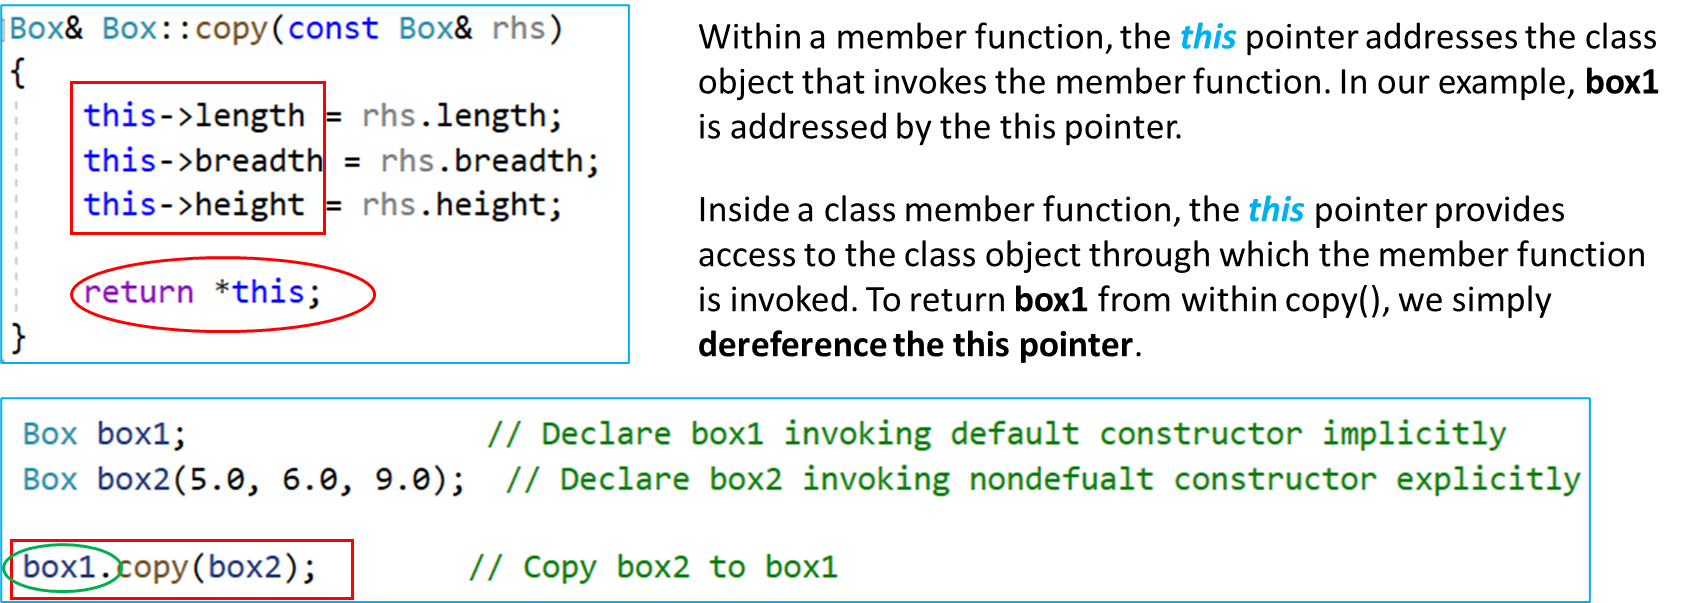 Box& Box::copy(const Box& rhs)
{
this->length = rhs.length;
this->breadth = rhs.breadth;
this->height = rhs.height;
return *this;
}
Within a member function, the this pointer addresses the class
object that invokes the member function. In our example, box1
is addressed by the this pointer.
Inside a class member function, the this pointer provides
access to the class object through which the member function
is invoked. To return box1 from within copy(), we simply
dereference the this pointer.
Box box1; // Declare box1 invoking default constructor implicitly
Box box2(5.0, 6.0, 9.0); // Declare box2 invoking nondefualt constructor explicitly
box1.copy(box2); // Copy box2 to box1